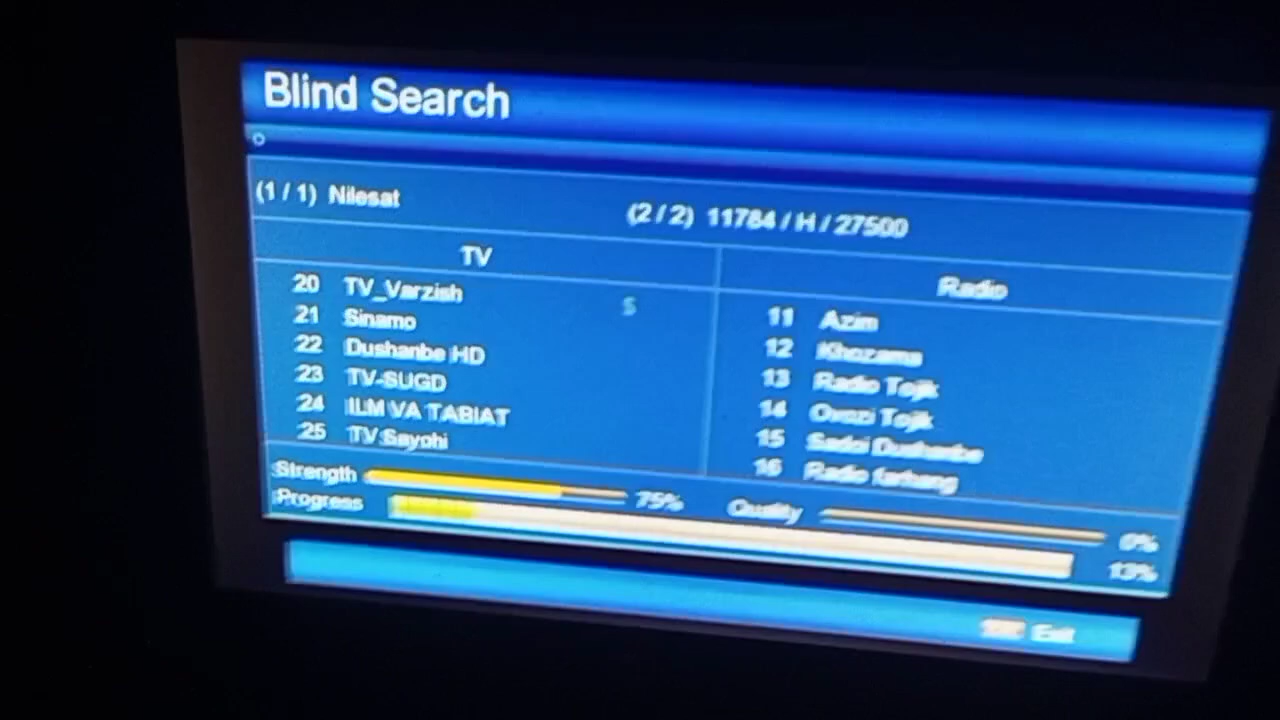 Blind Search
(1 / 1) Nilesat
(2 / 2) 11784 / H / 27500
TV
Radio
20 TV_Varzish $
21 Sinamo
22 Dushanbe HD
23 TV-SUGD
24 ILM VA TABIAT
25 TV Sayohi
11 Azim
12 Khozama
13 Radio Tojik
14 Ovozi Tojik
15 Sadoi Dushanbe
16 Radio farhang
Strength 75%
Quality 0%
Progress 13%
Exit